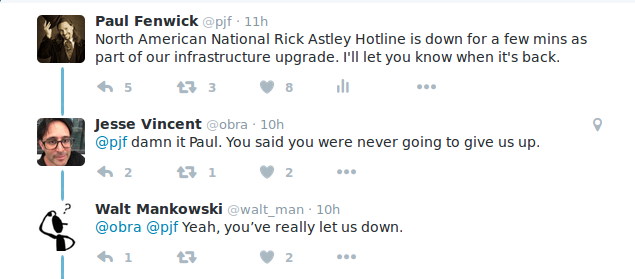 Paul Fenwick @pjf · 11h
North American National Rick Astley Hotline is down for a few mins as
part of our infrastructure upgrade. I'll let you know when it's back.
5 3 8
Jesse Vincent @obra · 10h
@pjf damn it Paul. You said you were never going to give us up.
2 1 2
?
Walt Mankowski @walt_man · 10h
@obra @pjf Yeah, you’ve really let us down.
1 2